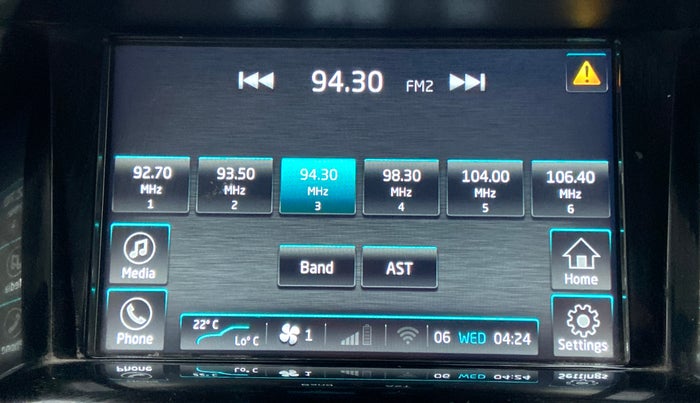 94.30 FM2
92.70 93.50 94.30 98.30 104.00 106.40
MHz MHz MHz MHz MHz MHz
1 2 3 4 5 6
Media Band AST Home
Phone 22°C Lo°C 1 06 WED 04:24 Settings